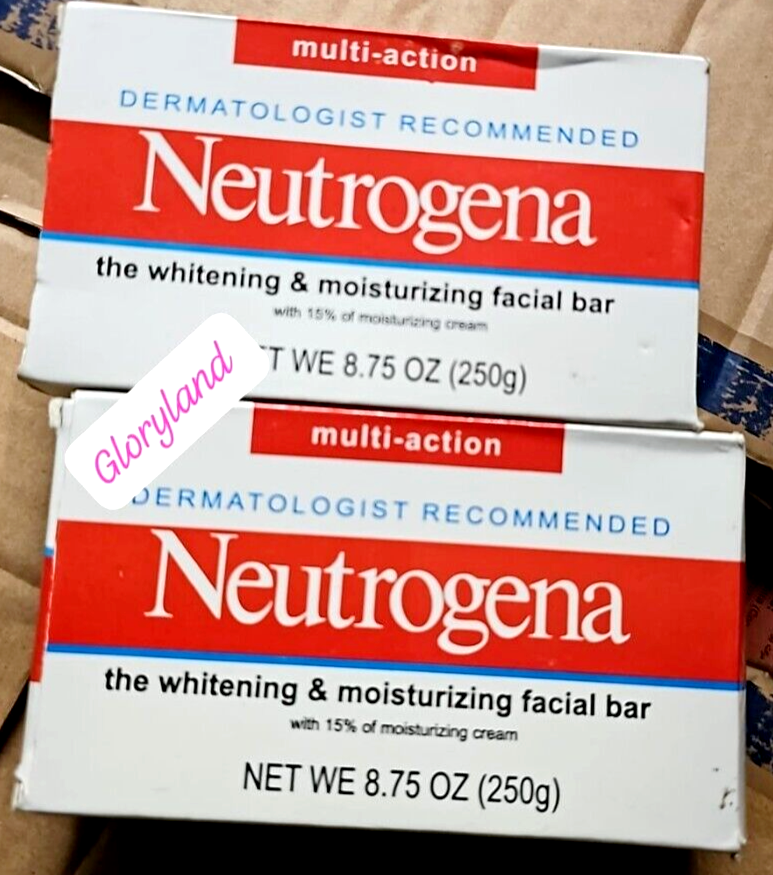 multi-action
DERMATOLOGIST RECOMMENDED
Neutrogena
the whitening & moisturizing facial bar
with 15% of moisturizing cream
T WE 8.75 OZ (250g)
Gloryland
multi-action
DERMATOLOGIST RECOMMENDED
Neutrogena
the whitening & moisturizing facial bar
with 15% of moisturizing cream
NET WE 8.75 OZ (250g)